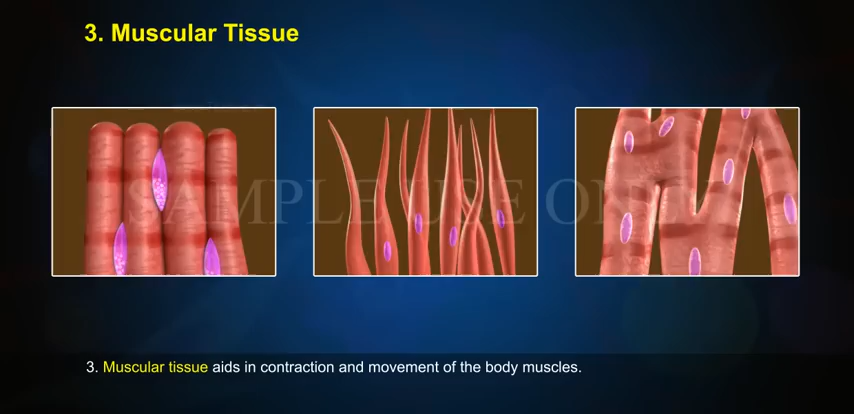 3. Muscular Tissue
SAMPLE USE ONLY
3. Muscular tissue aids in contraction and movement of the body muscles.